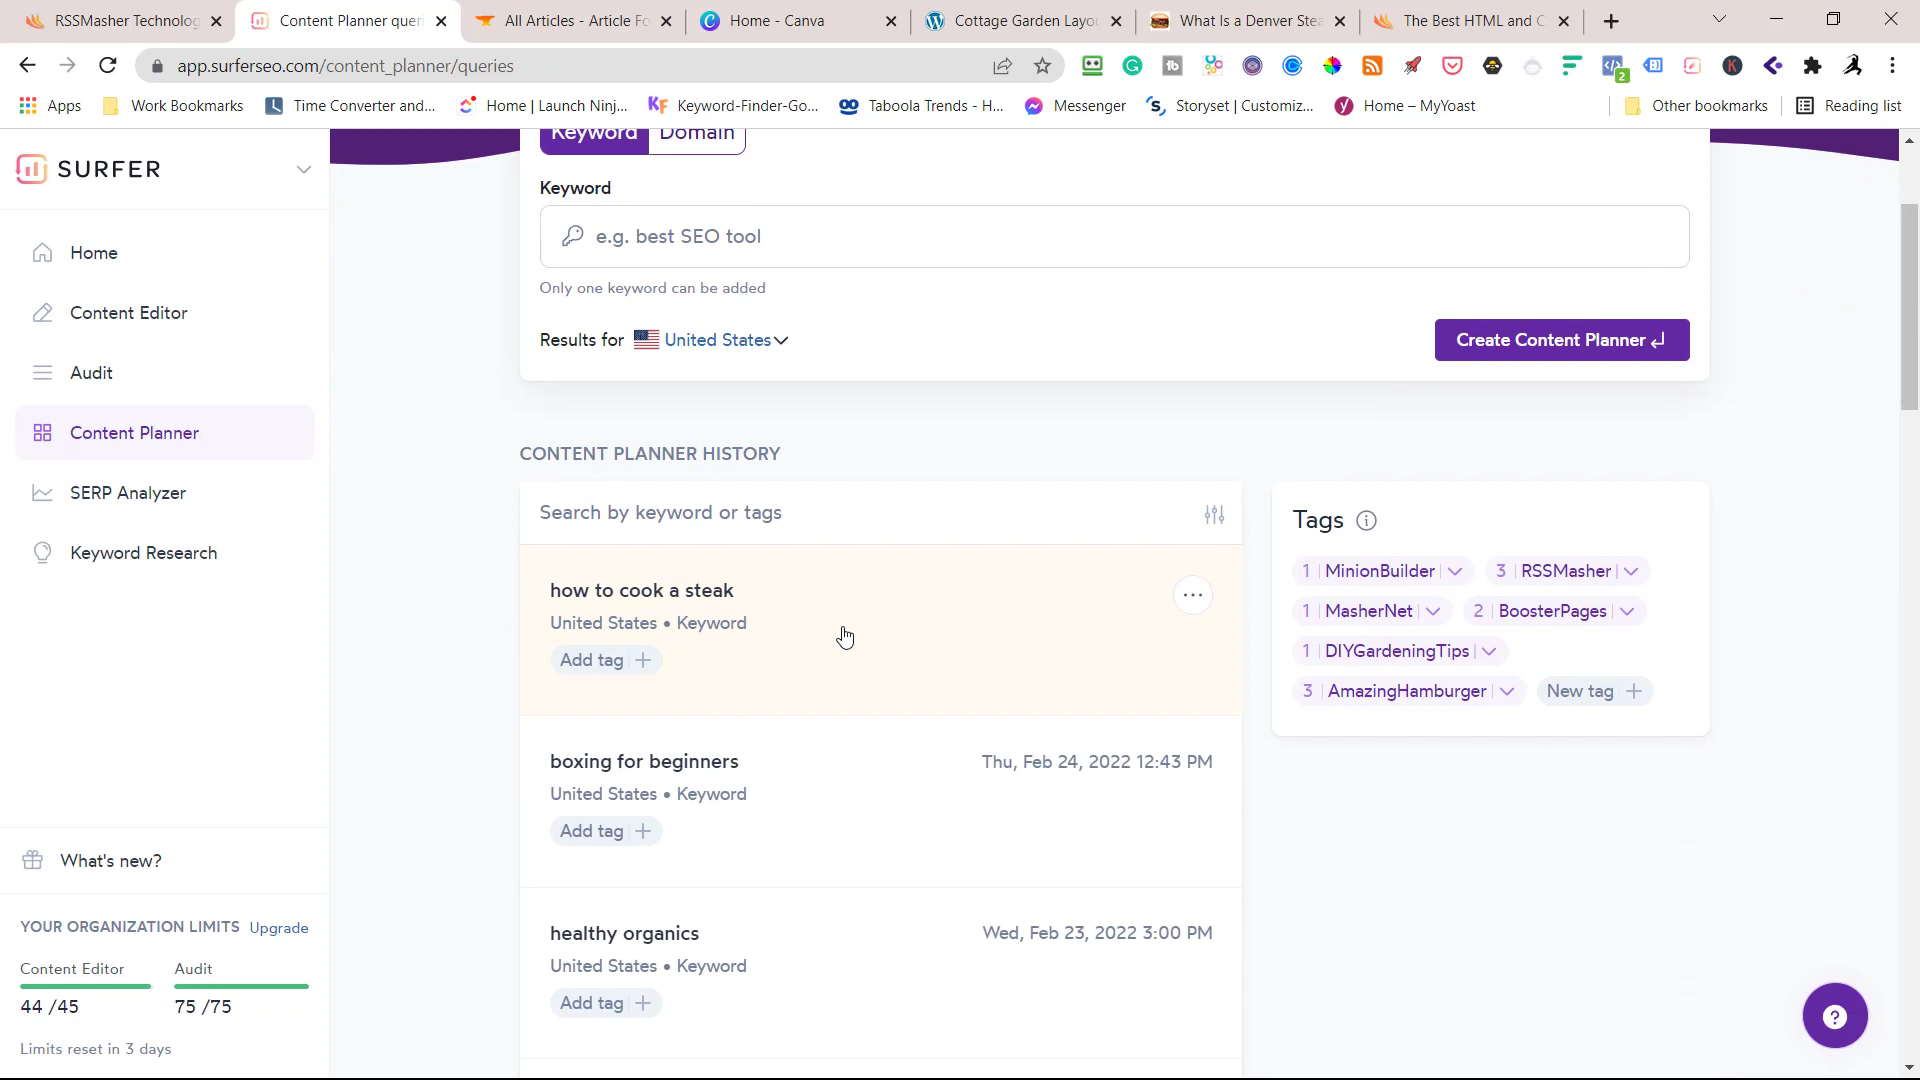 RSSMasher Technolog
Content Planner queri
All Articles - Article Fo
Home - Canva
Cottage Garden Layou
What Is a Denver Stea
The Best HTML and C
app.surferseo.com/content_planner/queries
2
Apps
Work Bookmarks
Time Converter and...
Home | Launch Ninj...
Keyword-Finder-Go...
Taboola Trends - H...
Messenger
Storyset | Customiz...
Home – MyYoast
Other bookmarks
Reading list
SURFER
Home
Content Editor
Audit
Content Planner
SERP Analyzer
Keyword Research
What's new?
YOUR ORGANIZATION LIMITS Upgrade
Content Editor Audit
44 /45 75 /75
Limits reset in 3 days
Keyword Domain
Keyword
e.g. best SEO tool
Only one keyword can be added
Results for United States
Create Content Planner
CONTENT PLANNER HISTORY
Search by keyword or tags
how to cook a steak
United States • Keyword
Add tag +
boxing for beginners Thu, Feb 24, 2022 12:43 PM
United States • Keyword
Add tag +
healthy organics Wed, Feb 23, 2022 3:00 PM
United States • Keyword
Add tag +
Tags
1 MinionBuilder 3 RSSMasher
1 MasherNet 2 BoosterPages
1 DIYGardeningTips
3 AmazingHamburger New tag +
?